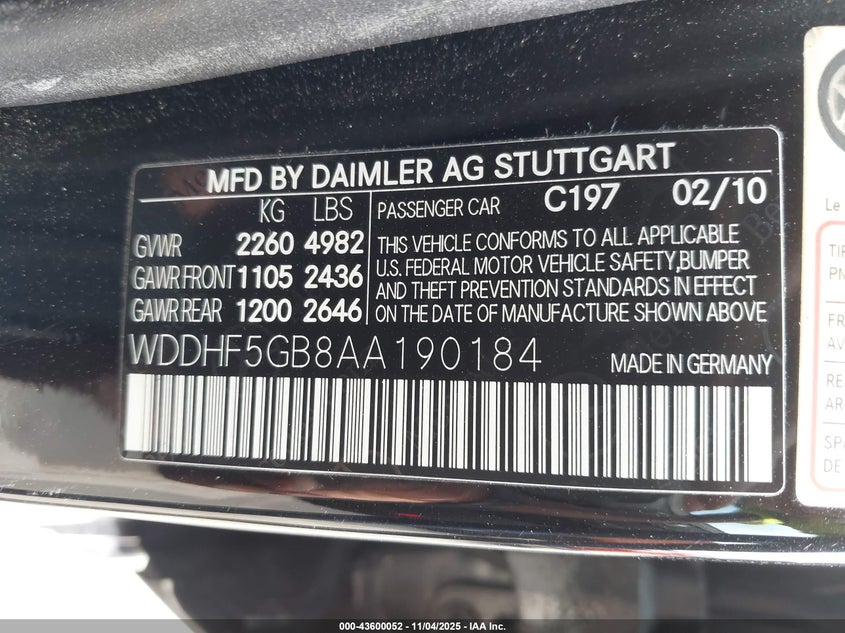 MFD BY DAIMLER AG STUTTGART
KG LBS
GVWR 2260 4982
GAWR FRONT 1105 2436
GAWR REAR 1200 2646
PASSENGER CAR C197 02/10
THIS VEHICLE CONFORMS TO ALL APPLICABLE
U.S. FEDERAL MOTOR VEHICLE SAFETY,BUMPER
AND THEFT PREVENTION STANDARDS IN EFFECT
ON THE DATE OF MANUFACTURE SHOWN ABOVE
WDDHF5GB8AA190184 MADE IN GERMANY
Le
DE
000-43600052 - 11/04/2025 - IAA Inc.